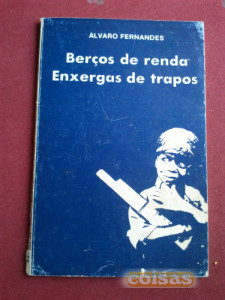 ÁLVARO FERNANDES
Berços de renda
Enxergas de trapos
coisas